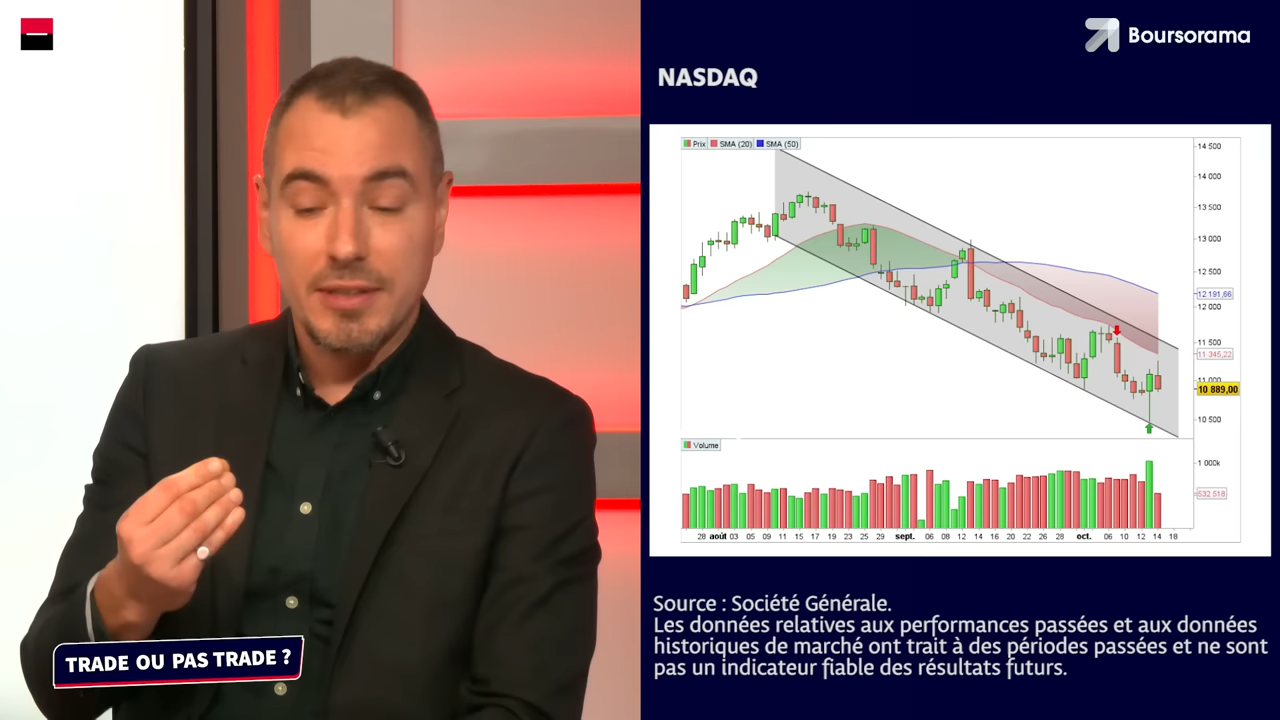 Boursorama
NASDAQ
Prix SMA (20) SMA (50)
14 500
14 000
13 500
13 000
12 500
12 191,66
12 000
11 500
11 345,22
11 000
10 889,00
10 500
Volume
1 000k
532 518
28 août 03 05 09 11 15 17 19 23 25 29 sept. 06 08 12 14 16 20 22 26 28 oct. 06 10 12 14 18
Source : Société Générale.
Les données relatives aux performances passées et aux données
historiques de marché ont trait à des périodes passées et ne sont
pas un indicateur fiable des résultats futurs.
TRADE OU PAS TRADE ?